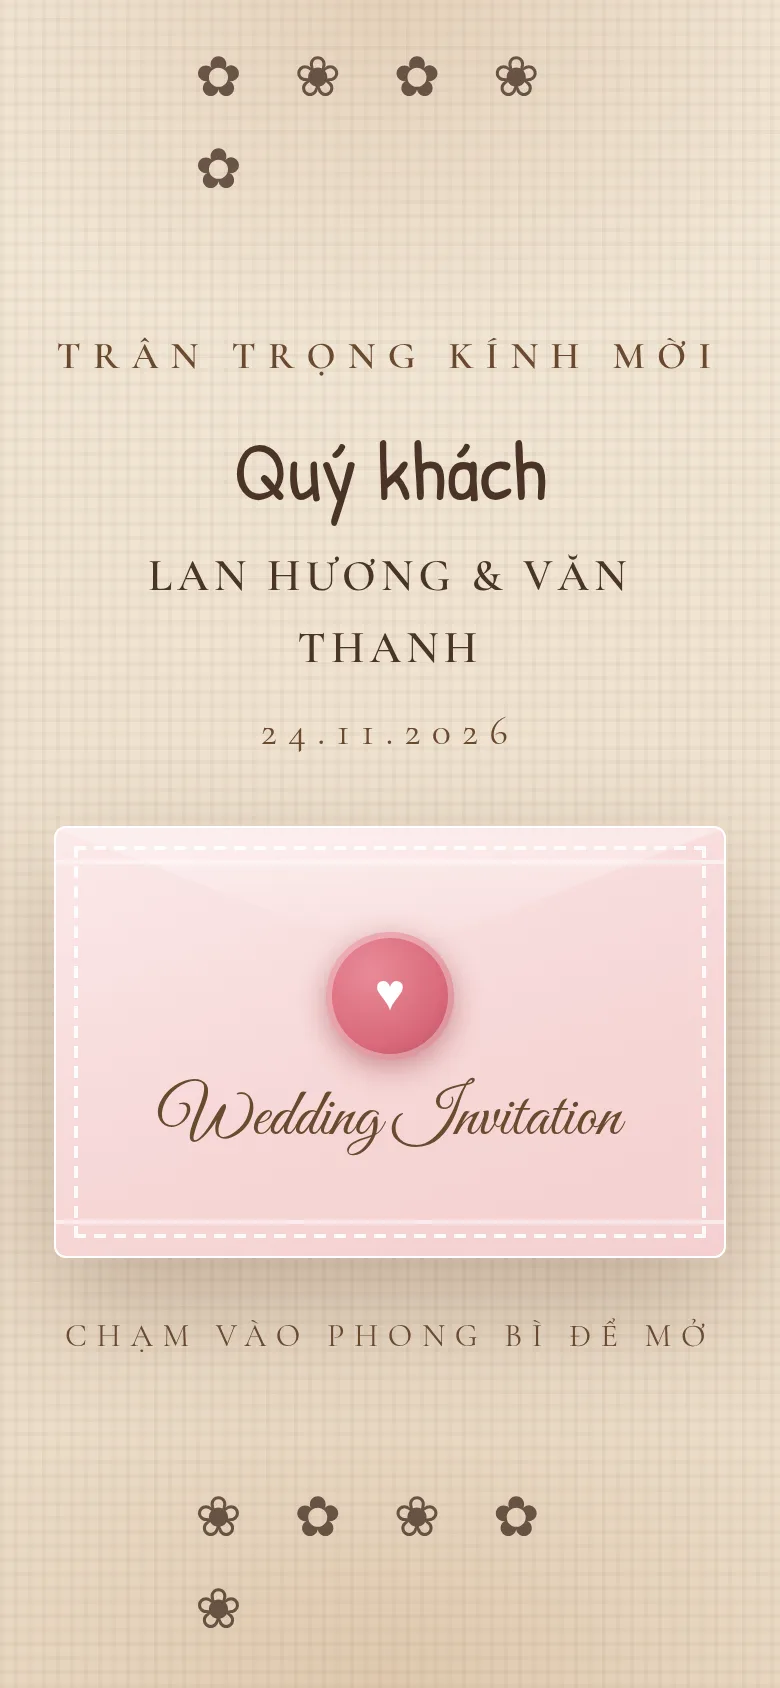 ✿ ❀ ✿ ❀
✿
TRÂN TRỌNG KÍNH MỜI
Quý khách
LAN HƯƠNG & VĂN
THANH
24.11.2026
♥
Wedding Invitation
CHẠM VÀO PHONG BÌ ĐỂ MỞ
❀ ✿ ❀ ✿
❀